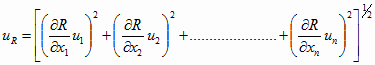 u_R = [ ( ∂R/∂x_1 u_1 )^2 + ( ∂R/∂x_2 u_2 )^2 + ..................... + ( ∂R/∂x_n u_n )^2 ]^{1/2}